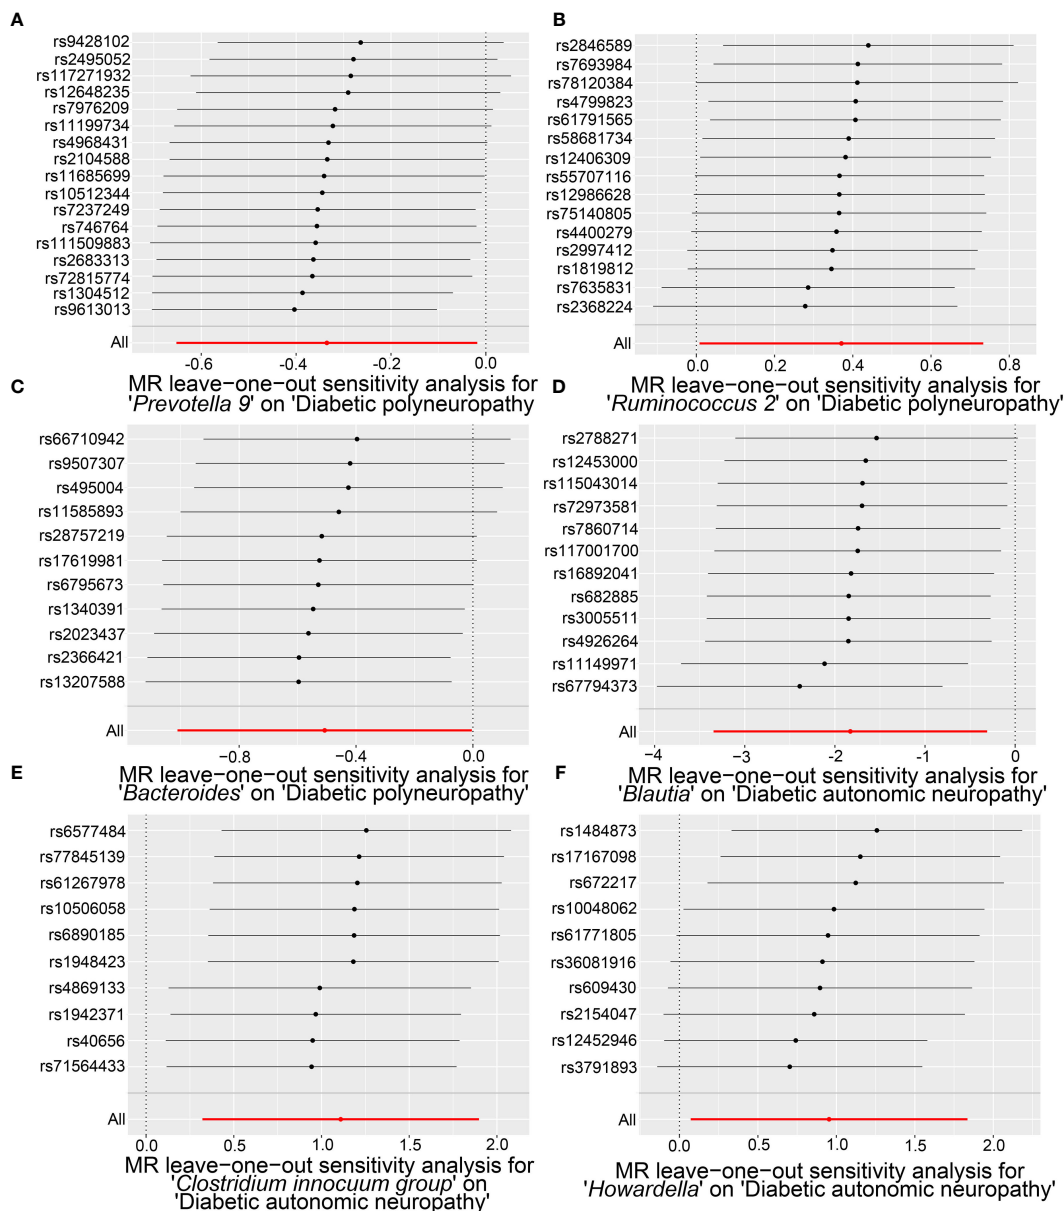 A
rs9428102
rs2495052
rs117271932
rs12648235
rs7976209
rs11199734
rs4968431
rs2104588
rs11685699
rs10512344
rs7237249
rs746764
rs111509883
rs2683313
rs72815774
rs1304512
rs9613013
All
−0.6 −0.4 −0.2 0.0
MR leave−one−out sensitivity analysis for
'Prevotella 9' on 'Diabetic polyneuropathy
B
rs2846589
rs7693984
rs78120384
rs4799823
rs61791565
rs58681734
rs12406309
rs55707116
rs12986628
rs75140805
rs4400279
rs2997412
rs1819812
rs7635831
rs2368224
All
0.0 0.2 0.4 0.6 0.8
MR leave−one−out sensitivity analysis for
'Ruminococcus 2' on 'Diabetic polyneuropathy'
C
rs66710942
rs9507307
rs495004
rs11585893
rs28757219
rs17619981
rs6795673
rs1340391
rs2023437
rs2366421
rs13207588
All
−0.8 −0.4 0.0
MR leave−one−out sensitivity analysis for
'Bacteroides' on 'Diabetic polyneuropathy'
D
rs2788271
rs12453000
rs115043014
rs72973581
rs7860714
rs117001700
rs16892041
rs682885
rs3005511
rs4926264
rs11149971
rs67794373
All
−4 −3 −2 −1 0
MR leave−one−out sensitivity analysis for
'Blautia' on 'Diabetic autonomic neuropathy'
E
rs6577484
rs77845139
rs61267978
rs10506058
rs6890185
rs1948423
rs4869133
rs1942371
rs40656
rs71564433
All
0.0 0.5 1.0 1.5 2.0
MR leave−one−out sensitivity analysis for
'Clostridium innocuum group' on
'Diabetic autonomic neuropathy'
F
rs1484873
rs17167098
rs672217
rs10048062
rs61771805
rs36081916
rs609430
rs2154047
rs12452946
rs3791893
All
0.0 0.5 1.0 1.5 2.0
MR leave−one−out sensitivity analysis for
'Howardella' on 'Diabetic autonomic neuropathy'